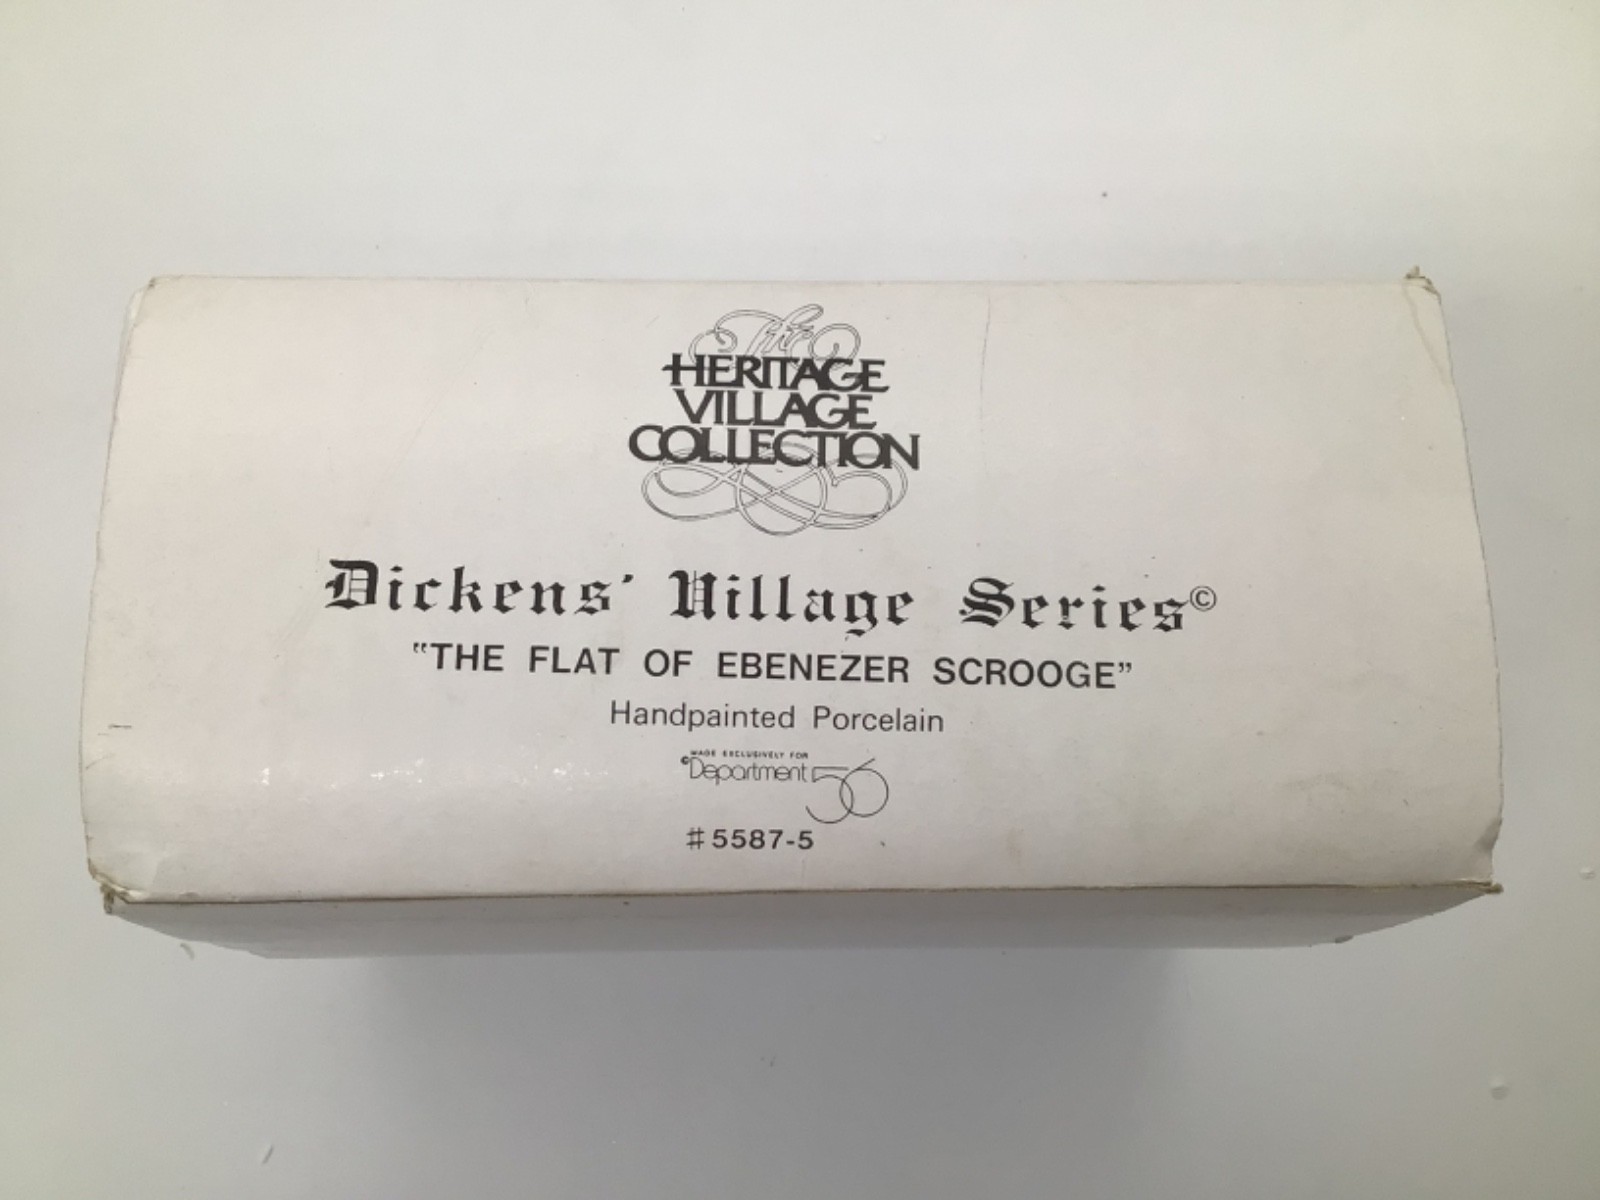 The
HERITAGE
VILLAGE
COLLECTION
Dickens' Village Series©
"THE FLAT OF EBENEZER SCROOGE"
Handpainted Porcelain
MADE EXCLUSIVELY FOR
©Department 56
#5587-5